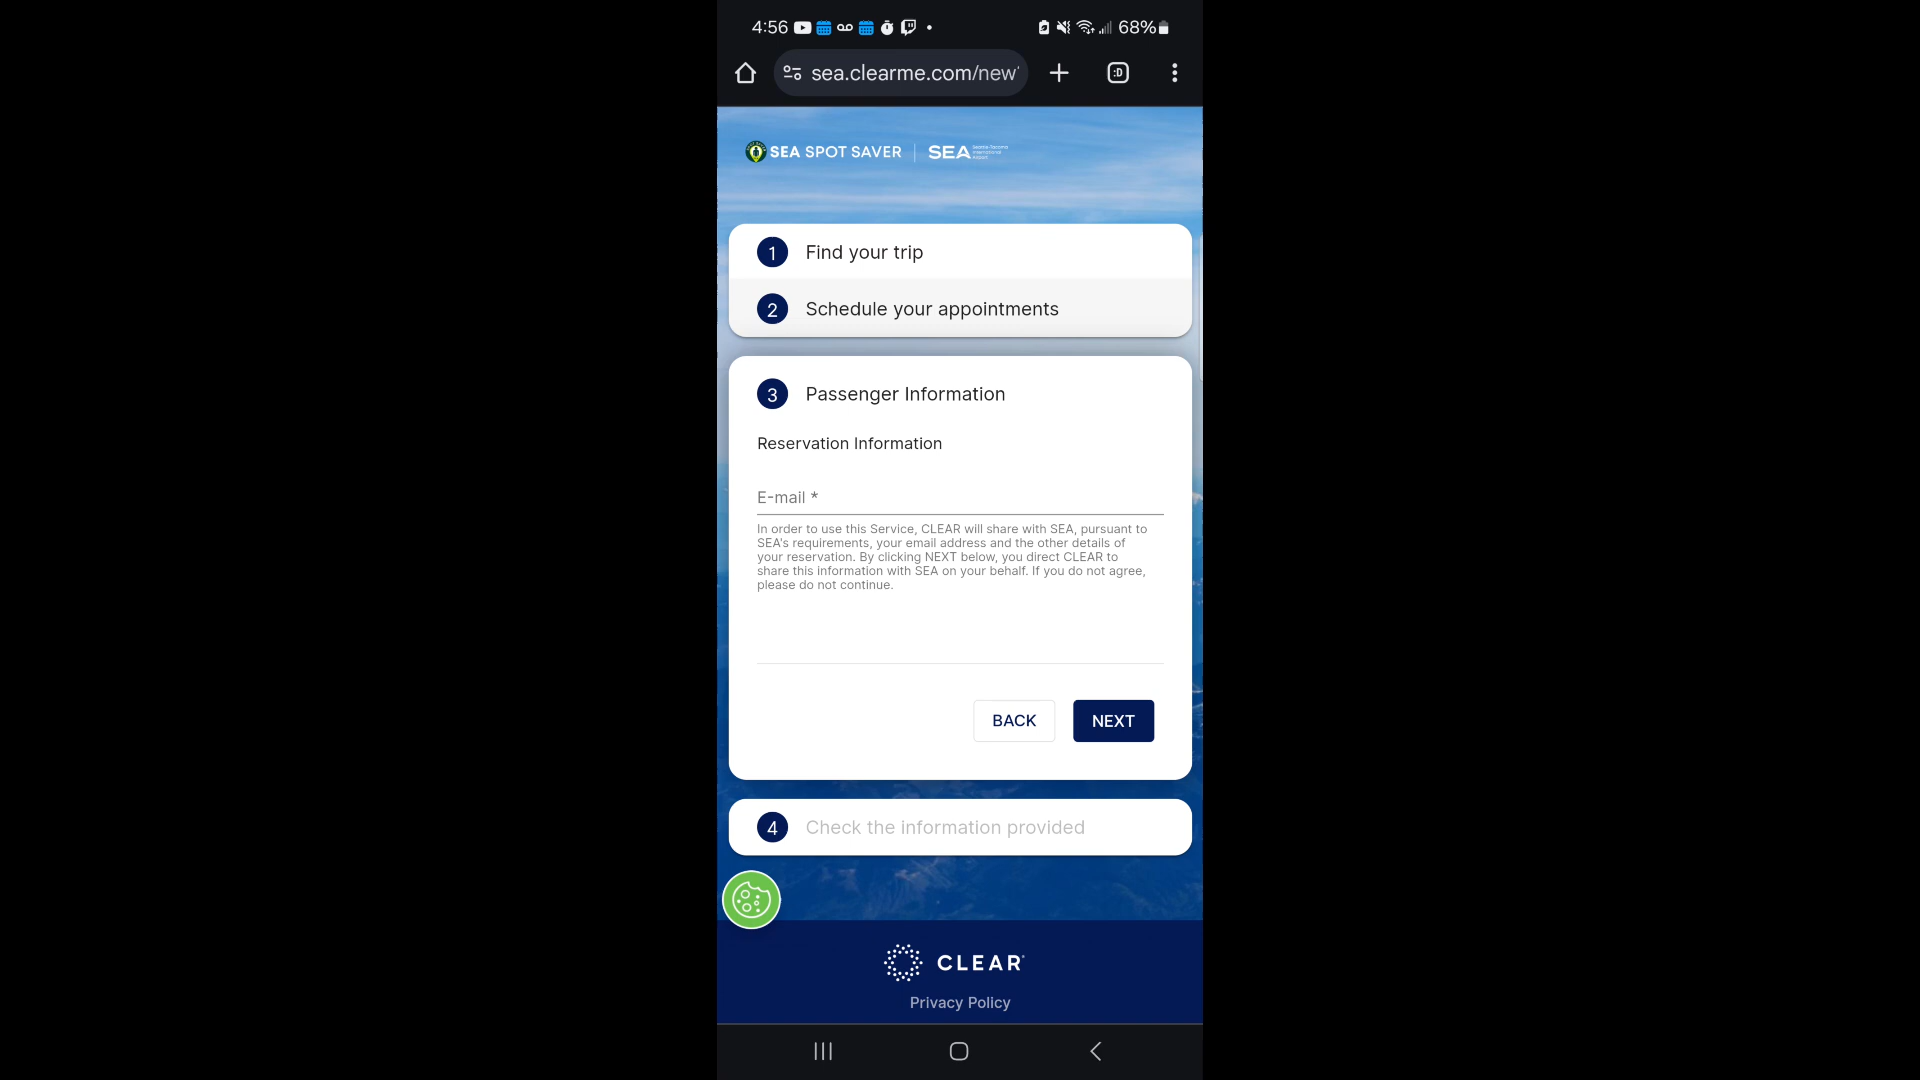 4:56
68%
sea.clearme.com/new
:D
SEA SPOT SAVER | SEA Seattle-Tacoma International Airport
1 Find your trip
2 Schedule your appointments
3 Passenger Information
Reservation Information
E-mail *
In order to use this Service, CLEAR will share with SEA, pursuant to
SEA's requirements, your email address and the other details of
your reservation. By clicking NEXT below, you direct CLEAR to
share this information with SEA on your behalf. If you do not agree,
please do not continue.
BACK NEXT
4 Check the information provided
CLEAR
Privacy Policy